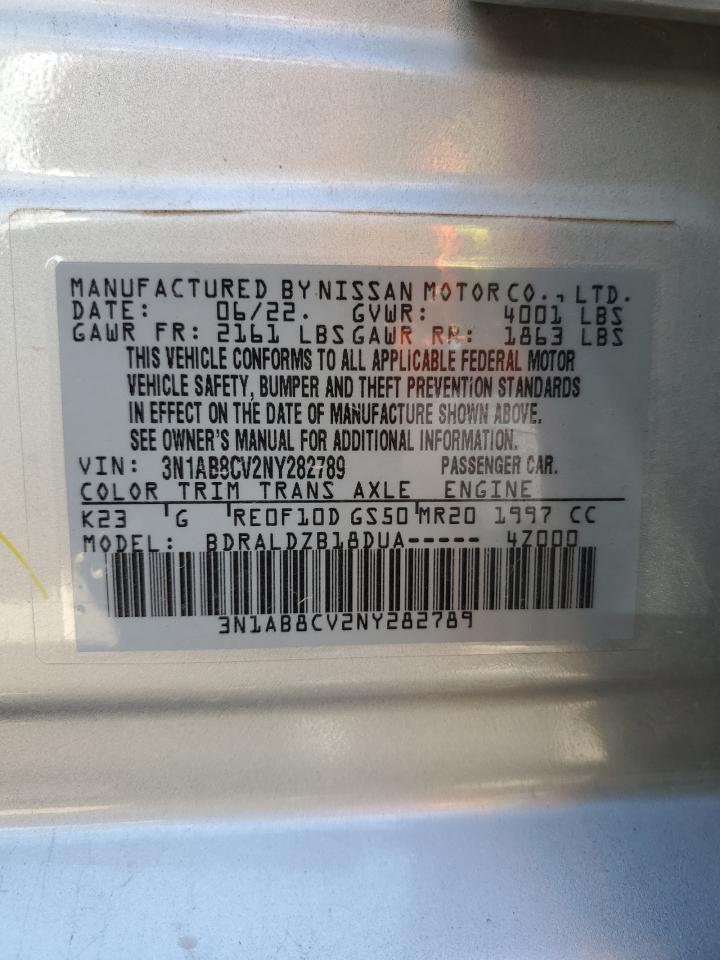 MANUFACTURED BY NISSAN MOTOR CO., LTD.
DATE: 06/22. GVWR: 4001 LBS
GAWR FR: 2161 LBS GAWR RR: 1863 LBS
THIS VEHICLE CONFORMS TO ALL APPLICABLE FEDERAL MOTOR
VEHICLE SAFETY, BUMPER AND THEFT PREVENTION STANDARDS
IN EFFECT ON THE DATE OF MANUFACTURE SHOWN ABOVE.
SEE OWNER'S MANUAL FOR ADDITIONAL INFORMATION.
VIN: 3N1AB8CV2NY282789 PASSENGER CAR.
COLOR TRIM TRANS AXLE ENGINE
K23 G RE0F10D GS50 MR20 1997 CC
MODEL: BDRALDZB18DUA----- 4Z000
3N1AB8CV2NY282789